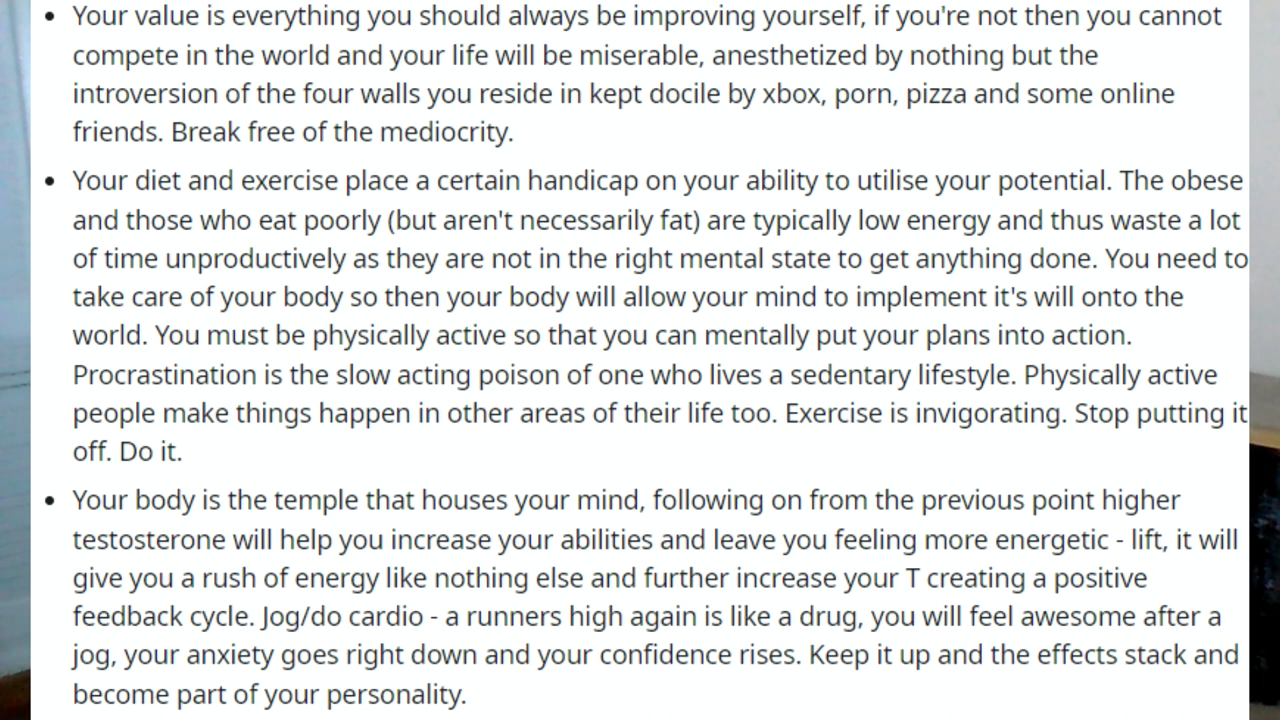 • Your value is everything you should always be improving yourself, if you're not then you cannot
compete in the world and your life will be miserable, anesthetized by nothing but the
introversion of the four walls you reside in kept docile by xbox, porn, pizza and some online
friends. Break free of the mediocrity.
• Your diet and exercise place a certain handicap on your ability to utilise your potential. The obese
and those who eat poorly (but aren't necessarily fat) are typically low energy and thus waste a lot
of time unproductively as they are not in the right mental state to get anything done. You need to
take care of your body so then your body will allow your mind to implement it's will onto the
world. You must be physically active so that you can mentally put your plans into action.
Procrastination is the slow acting poison of one who lives a sedentary lifestyle. Physically active
people make things happen in other areas of their life too. Exercise is invigorating. Stop putting it
off. Do it.
• Your body is the temple that houses your mind, following on from the previous point higher
testosterone will help you increase your abilities and leave you feeling more energetic - lift, it will
give you a rush of energy like nothing else and further increase your T creating a positive
feedback cycle. Jog/do cardio - a runners high again is like a drug, you will feel awesome after a
jog, your anxiety goes right down and your confidence rises. Keep it up and the effects stack and
become part of your personality.